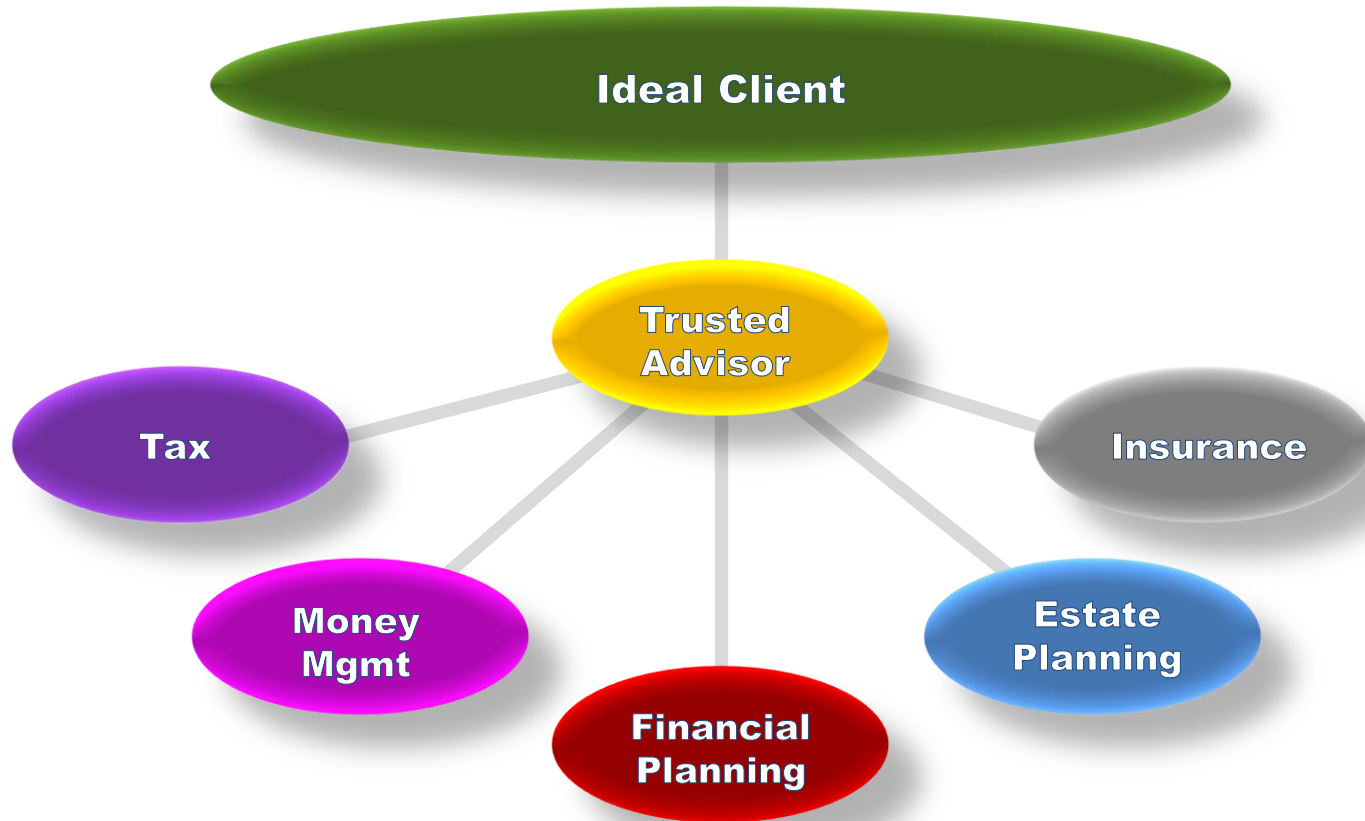 Ideal Client
Trusted
Advisor
Tax
Insurance
Money
Mgmt
Estate
Planning
Financial
Planning